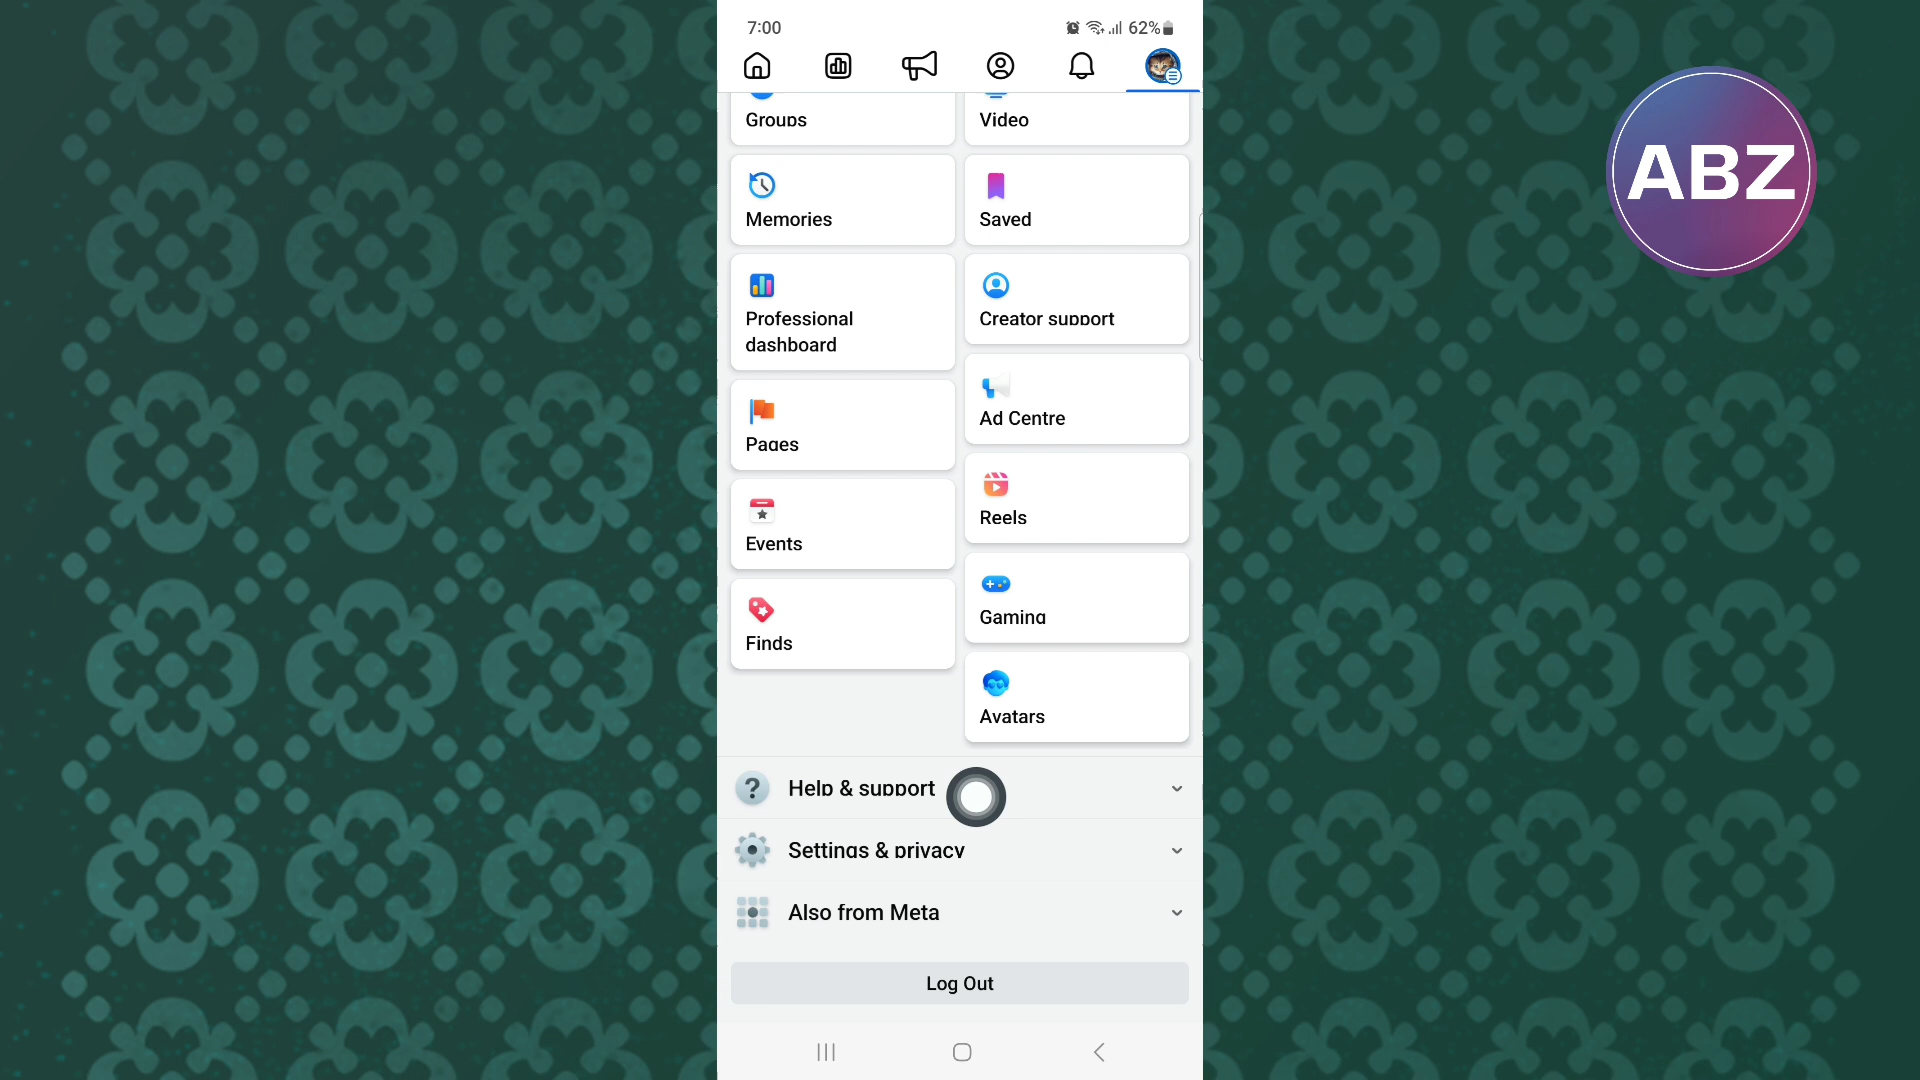 7:00
62%
ABZ
Groups
Video
Memories
Saved
Professional
dashboard
Creator support
Ad Centre
Pages
Reels
Events
Gaming
Finds
Avatars
Help & support
Settings & privacy
Also from Meta
Log Out